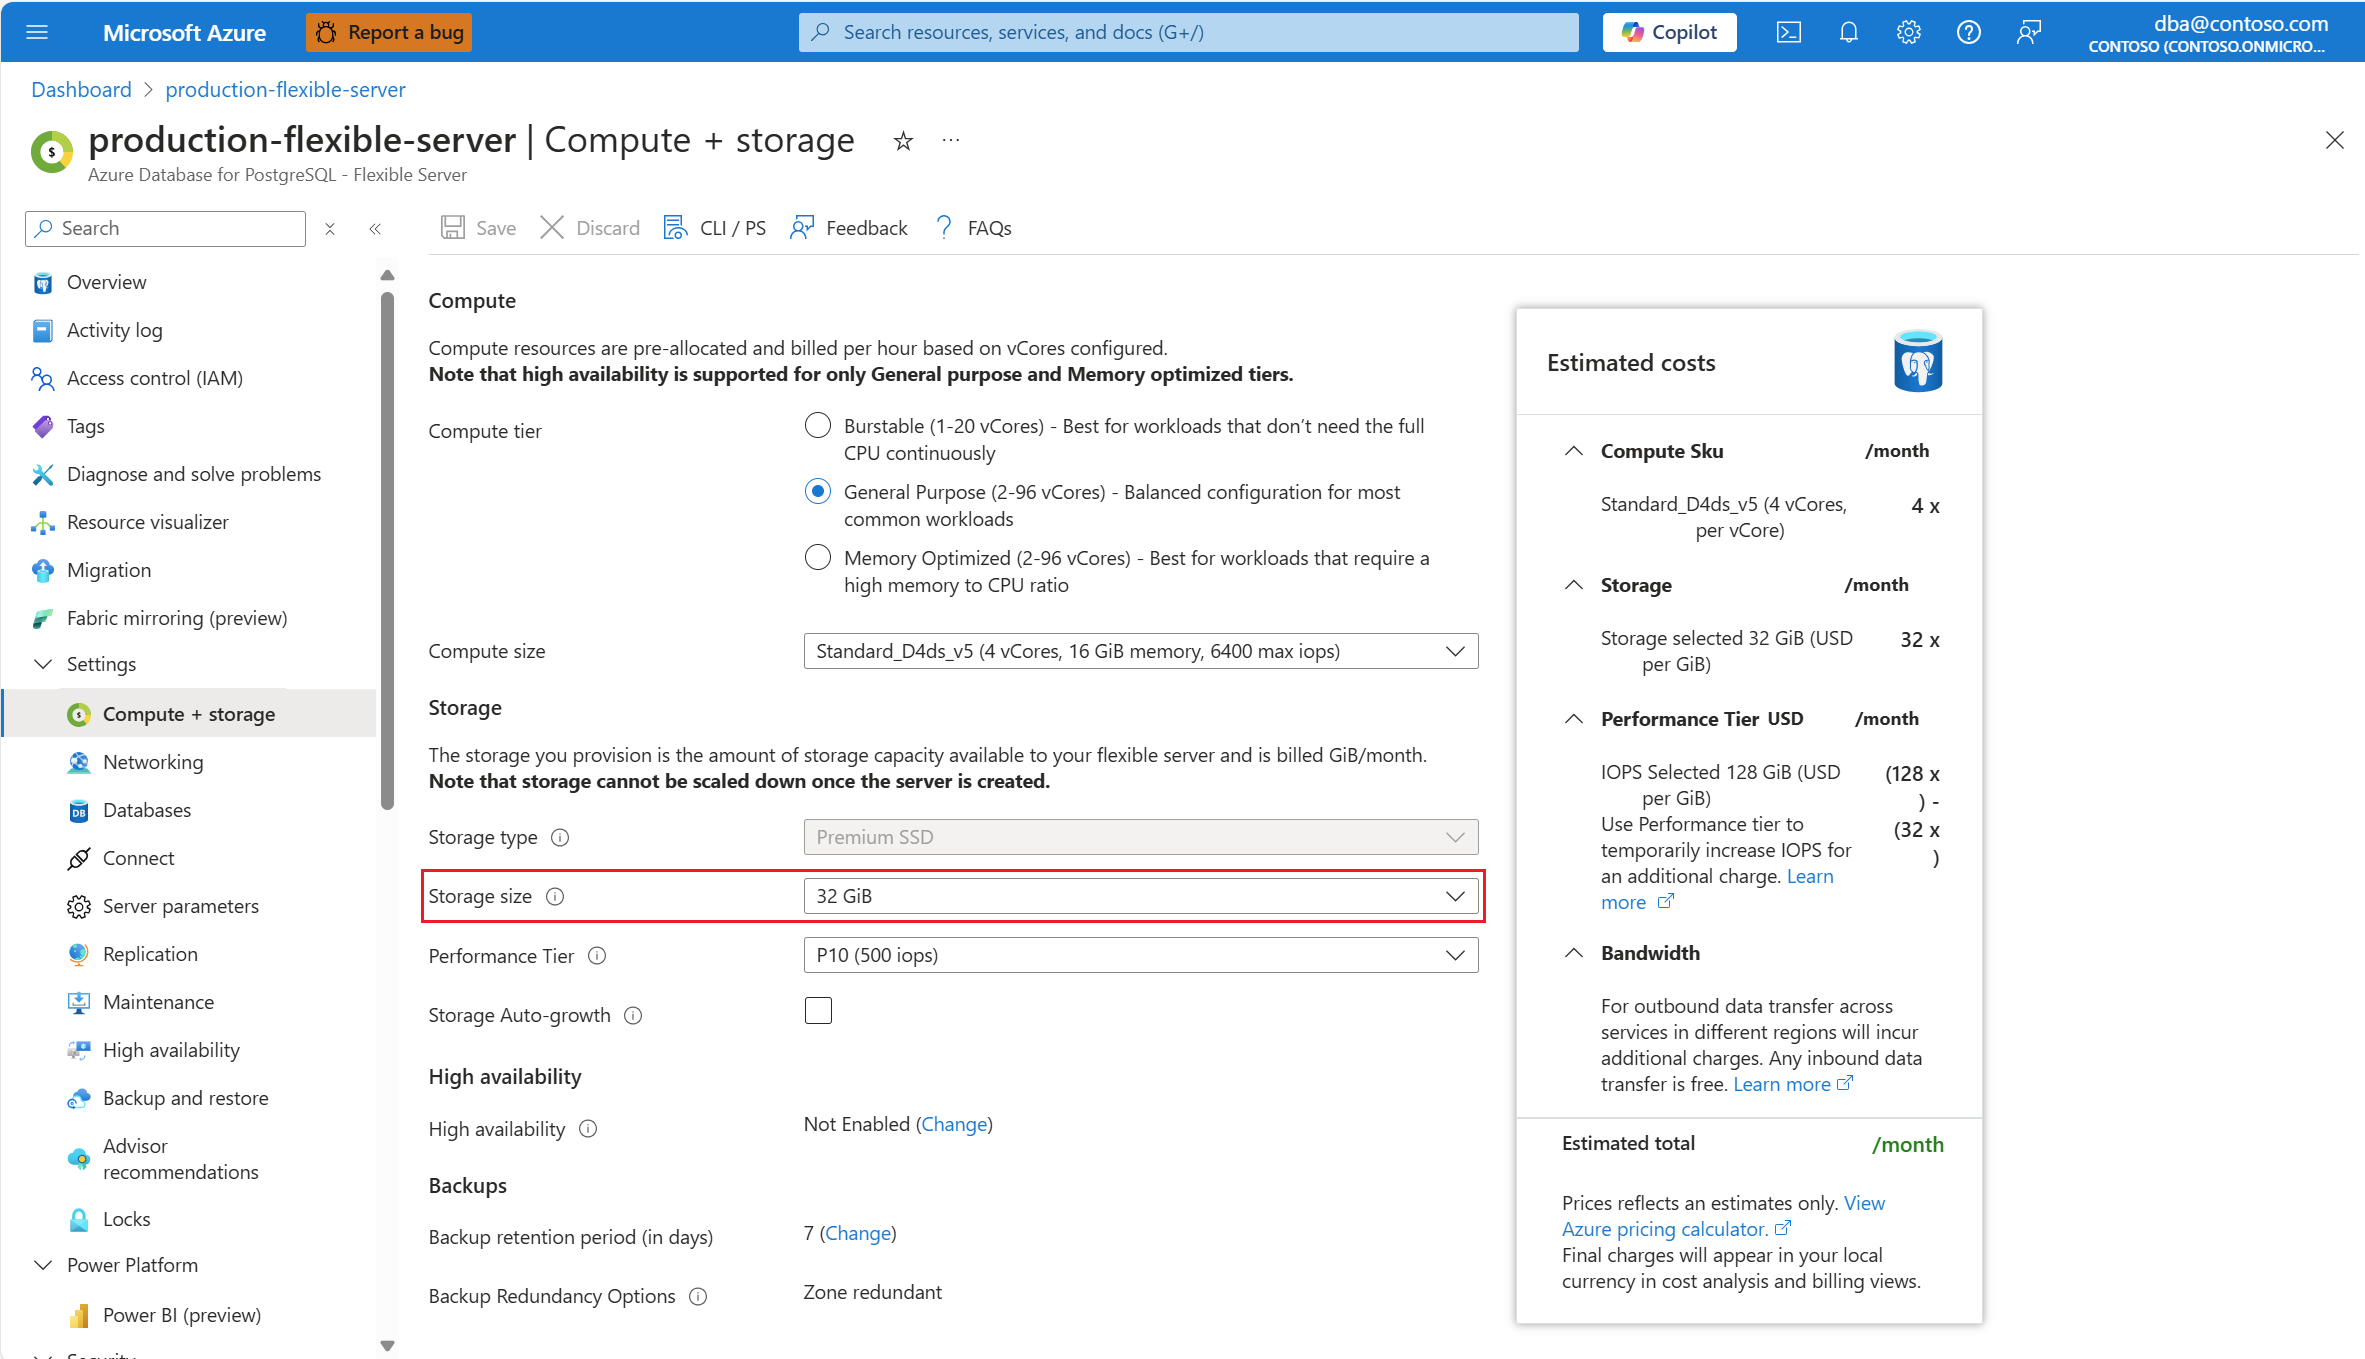 Microsoft Azure
Report a bug
Search resources, services, and docs (G+/)
Copilot
dba@contoso.com
CONTOSO (CONTOSO.ONMICRO...
Dashboard > production-flexible-server
production-flexible-server | Compute + storage
Azure Database for PostgreSQL - Flexible Server
Search
Save
Discard
CLI / PS
Feedback
FAQs
Overview
Activity log
Access control (IAM)
Tags
Diagnose and solve problems
Resource visualizer
Migration
Fabric mirroring (preview)
Settings
Compute + storage
Networking
Databases
Connect
Server parameters
Replication
Maintenance
High availability
Backup and restore
Advisor
recommendations
Locks
Power Platform
Power BI (preview)
Security
Compute
Compute resources are pre-allocated and billed per hour based on vCores configured.
Note that high availability is supported for only General purpose and Memory optimized tiers.
Compute tier
Burstable (1-20 vCores) - Best for workloads that don’t need the full
CPU continuously
General Purpose (2-96 vCores) - Balanced configuration for most
common workloads
Memory Optimized (2-96 vCores) - Best for workloads that require a
high memory to CPU ratio
Compute size
Standard_D4ds_v5 (4 vCores, 16 GiB memory, 6400 max iops)
Storage
The storage you provision is the amount of storage capacity available to your flexible server and is billed GiB/month.
Note that storage cannot be scaled down once the server is created.
Storage type
Premium SSD
Storage size
32 GiB
Performance Tier
P10 (500 iops)
Storage Auto-growth
High availability
High availability
Not Enabled (Change)
Backups
Backup retention period (in days)
7 (Change)
Backup Redundancy Options
Zone redundant
Estimated costs
Compute Sku /month
Standard_D4ds_v5 (4 vCores, 4 x
per vCore)
Storage /month
Storage selected 32 GiB (USD 32 x
per GiB)
Performance Tier USD /month
IOPS Selected 128 GiB (USD (128 x
per GiB) ) -
Use Performance tier to (32 x
temporarily increase IOPS for )
an additional charge. Learn
more
Bandwidth
For outbound data transfer across
services in different regions will incur
additional charges. Any inbound data
transfer is free. Learn more
Estimated total /month
Prices reflects an estimates only. View
Azure pricing calculator.
Final charges will appear in your local
currency in cost analysis and billing views.